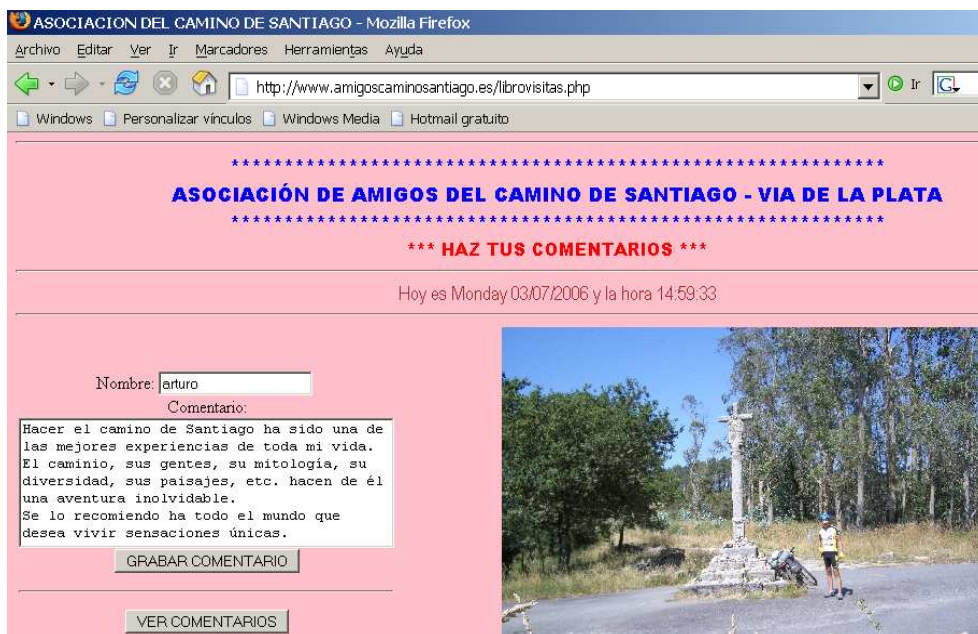 ASOCIACION DEL CAMINO DE SANTIAGO - Mozilla Firefox
Archivo Editar Ver Ir Marcadores Herramientas Ayuda
http://www.amigoscaminosantiago.es/librovisitas.php Ir G
Windows Personalizar vínculos Windows Media Hotmail gratuito
*************************************************************
ASOCIACIÓN DE AMIGOS DEL CAMINO DE SANTIAGO - VIA DE LA PLATA
*************************************************************
*** HAZ TUS COMENTARIOS ***
Hoy es Monday 03/07/2006 y la hora 14:59:33
Nombre: arturo
Comentario:
Hacer el camino de Santiago ha sido una de
las mejores experiencias de toda mi vida.
El caminio, sus gentes, su mitología, su
diversidad, sus paisajes, etc. hacen de él
una aventura inolvidable.
Se lo recomiendo ha todo el mundo que
desea vivir sensaciones únicas.
GRABAR COMENTARIO
VER COMENTARIOS